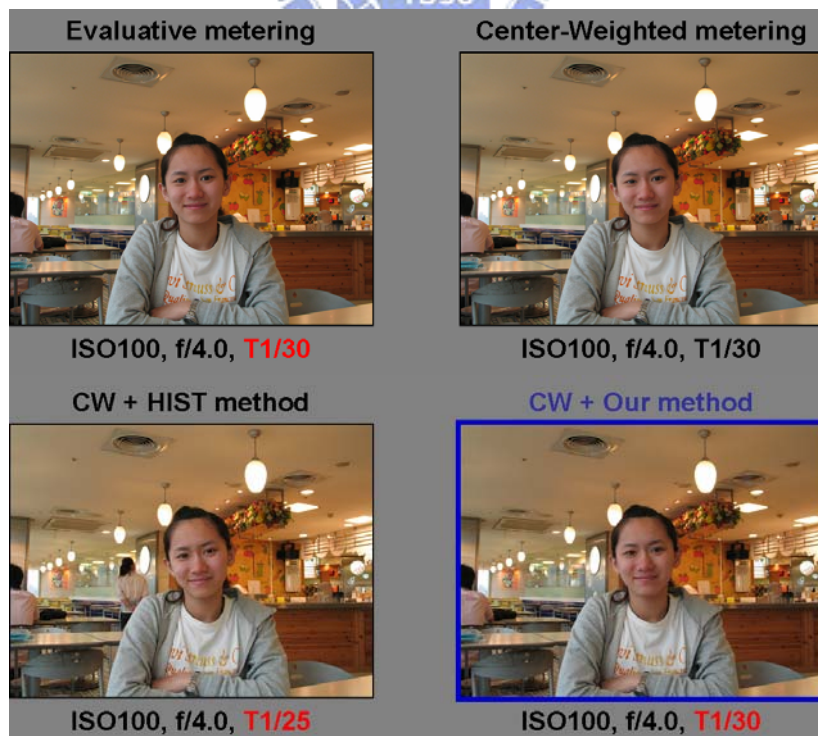 1896
Evaluative metering
Center-Weighted metering
ISO100, f/4.0, T1/30
ISO100, f/4.0, T1/30
CW + HIST method
CW + Our method
ISO100, f/4.0, T1/25
ISO100, f/4.0, T1/30